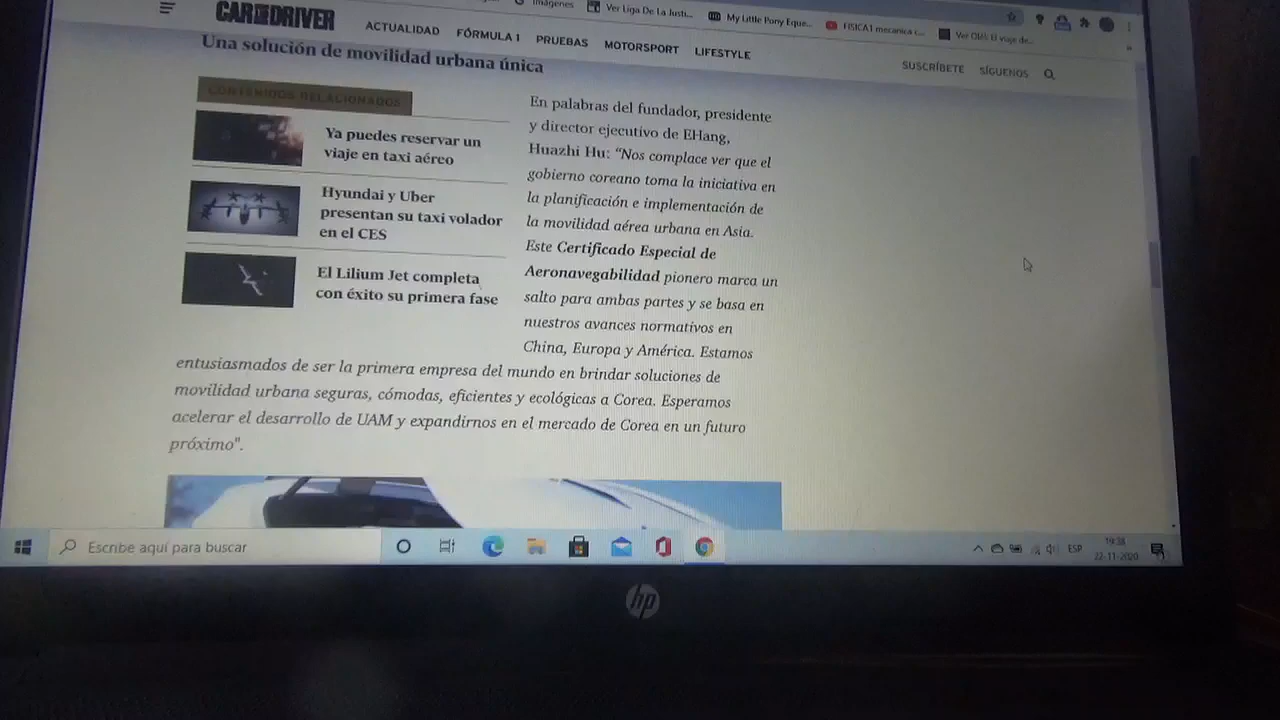 Imágenes
Ver Liga De La Justi...
My Little Pony Eque...
FISICA1 mecanica c...
CAR AND DRIVER
ACTUALIDAD FÓRMULA 1 PRUEBAS MOTORSPORT LIFESTYLE
SUSCRÍBETE SÍGUENOS
Una solución de movilidad urbana única
CONTENIDOS RELACIONADOS
Ya puedes reservar un
viaje en taxi aéreo
Hyundai y Uber
presentan su taxi volador
en el CES
El Lilium Jet completa
con éxito su primera fase
En palabras del fundador, presidente
y director ejecutivo de EHang,
Huazhi Hu: “Nos complace ver que el
gobierno coreano toma la iniciativa en
la planificación e implementación de
la movilidad aérea urbana en Asia.
Este Certificado Especial de
Aeronavegabilidad pionero marca un
salto para ambas partes y se basa en
nuestros avances normativos en
China, Europa y América. Estamos
entusiasmados de ser la primera empresa del mundo en brindar soluciones de
movilidad urbana seguras, cómodas, eficientes y ecológicas a Corea. Esperamos
acelerar el desarrollo de UAM y expandirnos en el mercado de Corea en un futuro
próximo".
Escribe aquí para buscar
ESP
19:38
22-11-2020
hp